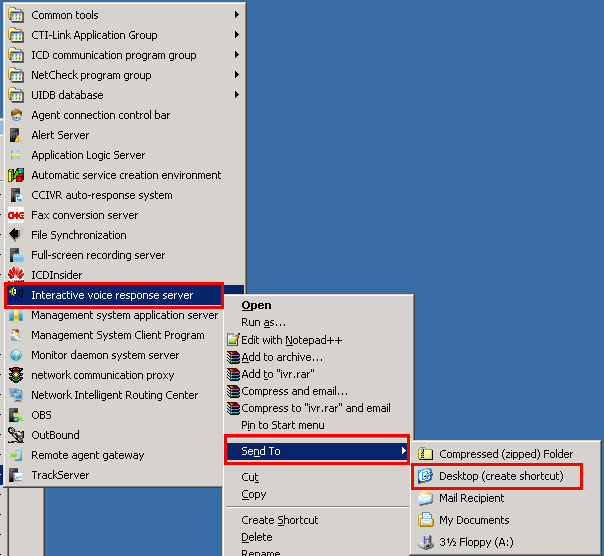 Common tools
CTI-Link Application Group
ICD communication program group
NetCheck program group
UIDB database
Agent connection control bar
Alert Server
Application Logic Server
Automatic service creation environment
CCIVR auto-response system
CHG Fax conversion server
File Synchronization
Full-screen recording server
ICDInsider
Interactive voice response server
Management system application server
Management System Client Program
Monitor daemon system server
network communication proxy
Network Intelligent Routing Center
OBS
OutBound
Remote agent gateway
TrackServer
Open
Run as...
Edit with Notepad++
Add to archive...
Add to "ivr.rar"
Compress and email...
Compress to "ivr.rar" and email
Pin to Start menu
Send To
Cut
Copy
Create Shortcut
Delete
Rename
Compressed (zipped) Folder
Desktop (create shortcut)
Mail Recipient
My Documents
3½ Floppy (A:)